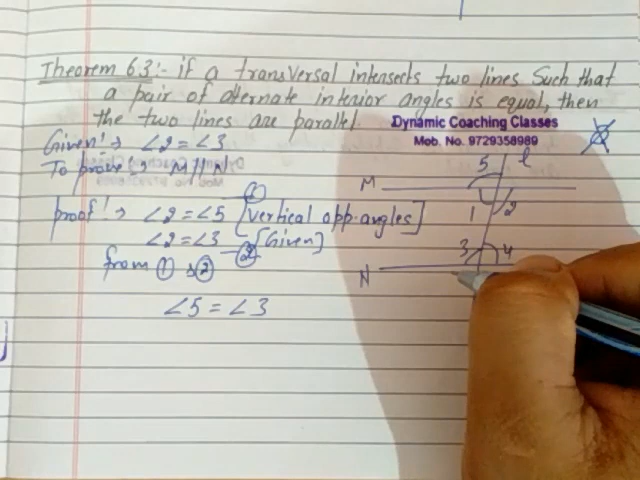 Theorem 6.3:- if a transversal intersects two lines Such that
a pair of alternate interior angles is equal, then
the two lines are parallel.
Dynamic Coaching Classes
Mob. No. 9729358989
Given:→ ∠2 = ∠3
To prove:→ M || N
proof:→ ∠2 = ∠5 —① [vertical opp. angles]
∠2 = ∠3 —② [Given]
from ① & ②
∠5 = ∠3
l
5
M
1 2
3 4
N